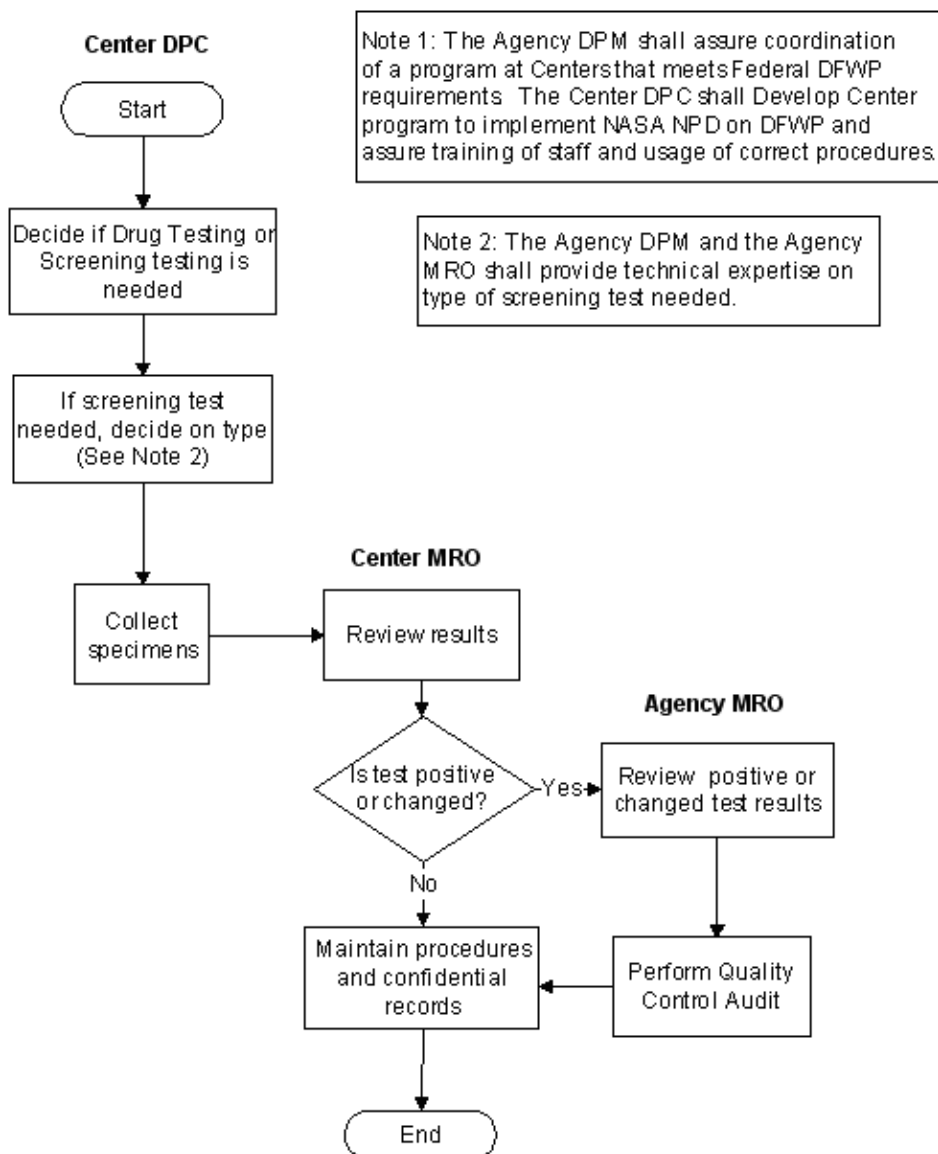 Center DPC
Start
Note 1: The Agency DPM shall assure coordination
of a program at Centers that meets Federal DFWP
requirements. The Center DPC shall Develop Center
program to implement NASA NPD on DFWP and
assure training of staff and usage of correct procedures.
Decide if Drug Testing or
Screening testing is
needed
Note 2: The Agency DPM and the Agency
MRO shall provide technical expertise on
type of screening test needed.
If screening test
needed, decide on type
(See Note 2)
Collect
specimens
Center MRO
Review results
Is test positive
or changed?
Yes
No
Agency MRO
Review positive or
changed test results
Perform Quality
Control Audit
Maintain procedures
and confidential
records
End